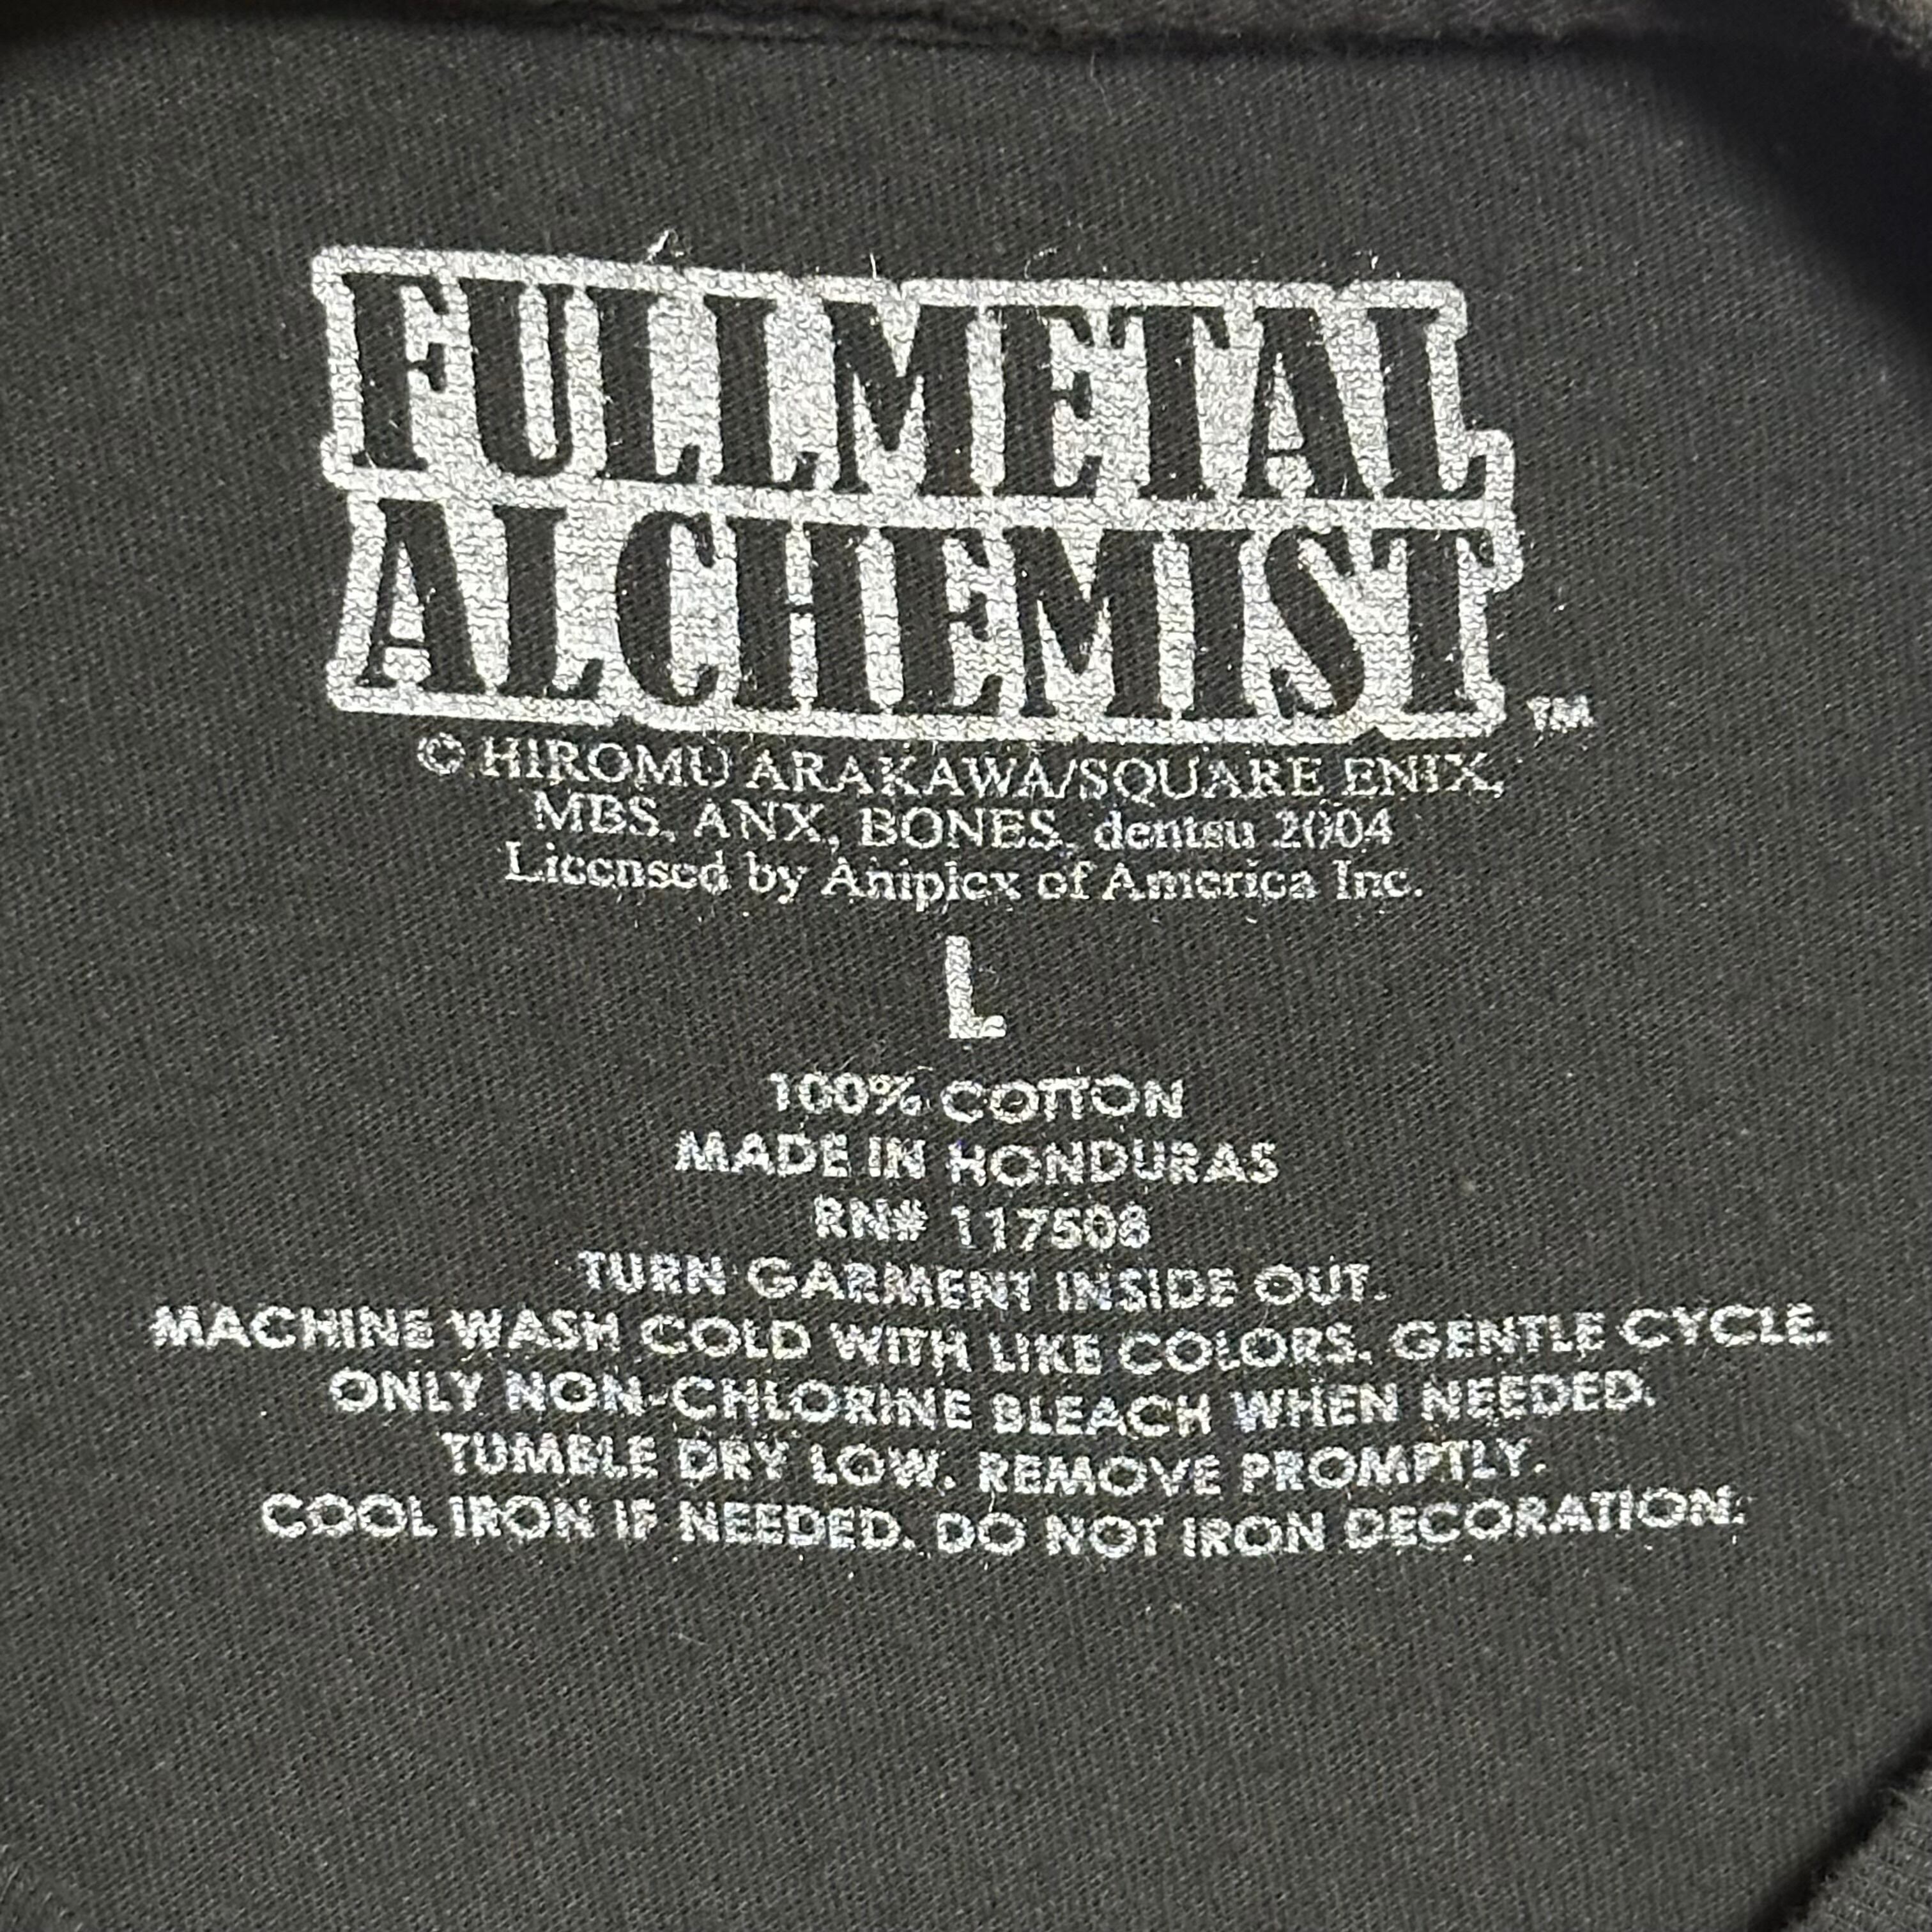 FULLMETAL
ALCHEMIST™
© HIROMU ARAKAWA/SQUARE ENIX,
MBS, ANX, BONES, dentsu 2004
Licensed by Aniplex of America Inc.
L
100% COTTON
MADE IN HONDURAS
RN# 117508
TURN GARMENT INSIDE OUT.
MACHINE WASH COLD WITH LIKE COLORS. GENTLE CYCLE.
ONLY NON-CHLORINE BLEACH WHEN NEEDED.
TUMBLE DRY LOW. REMOVE PROMPTLY.
COOL IRON IF NEEDED. DO NOT IRON DECORATION.